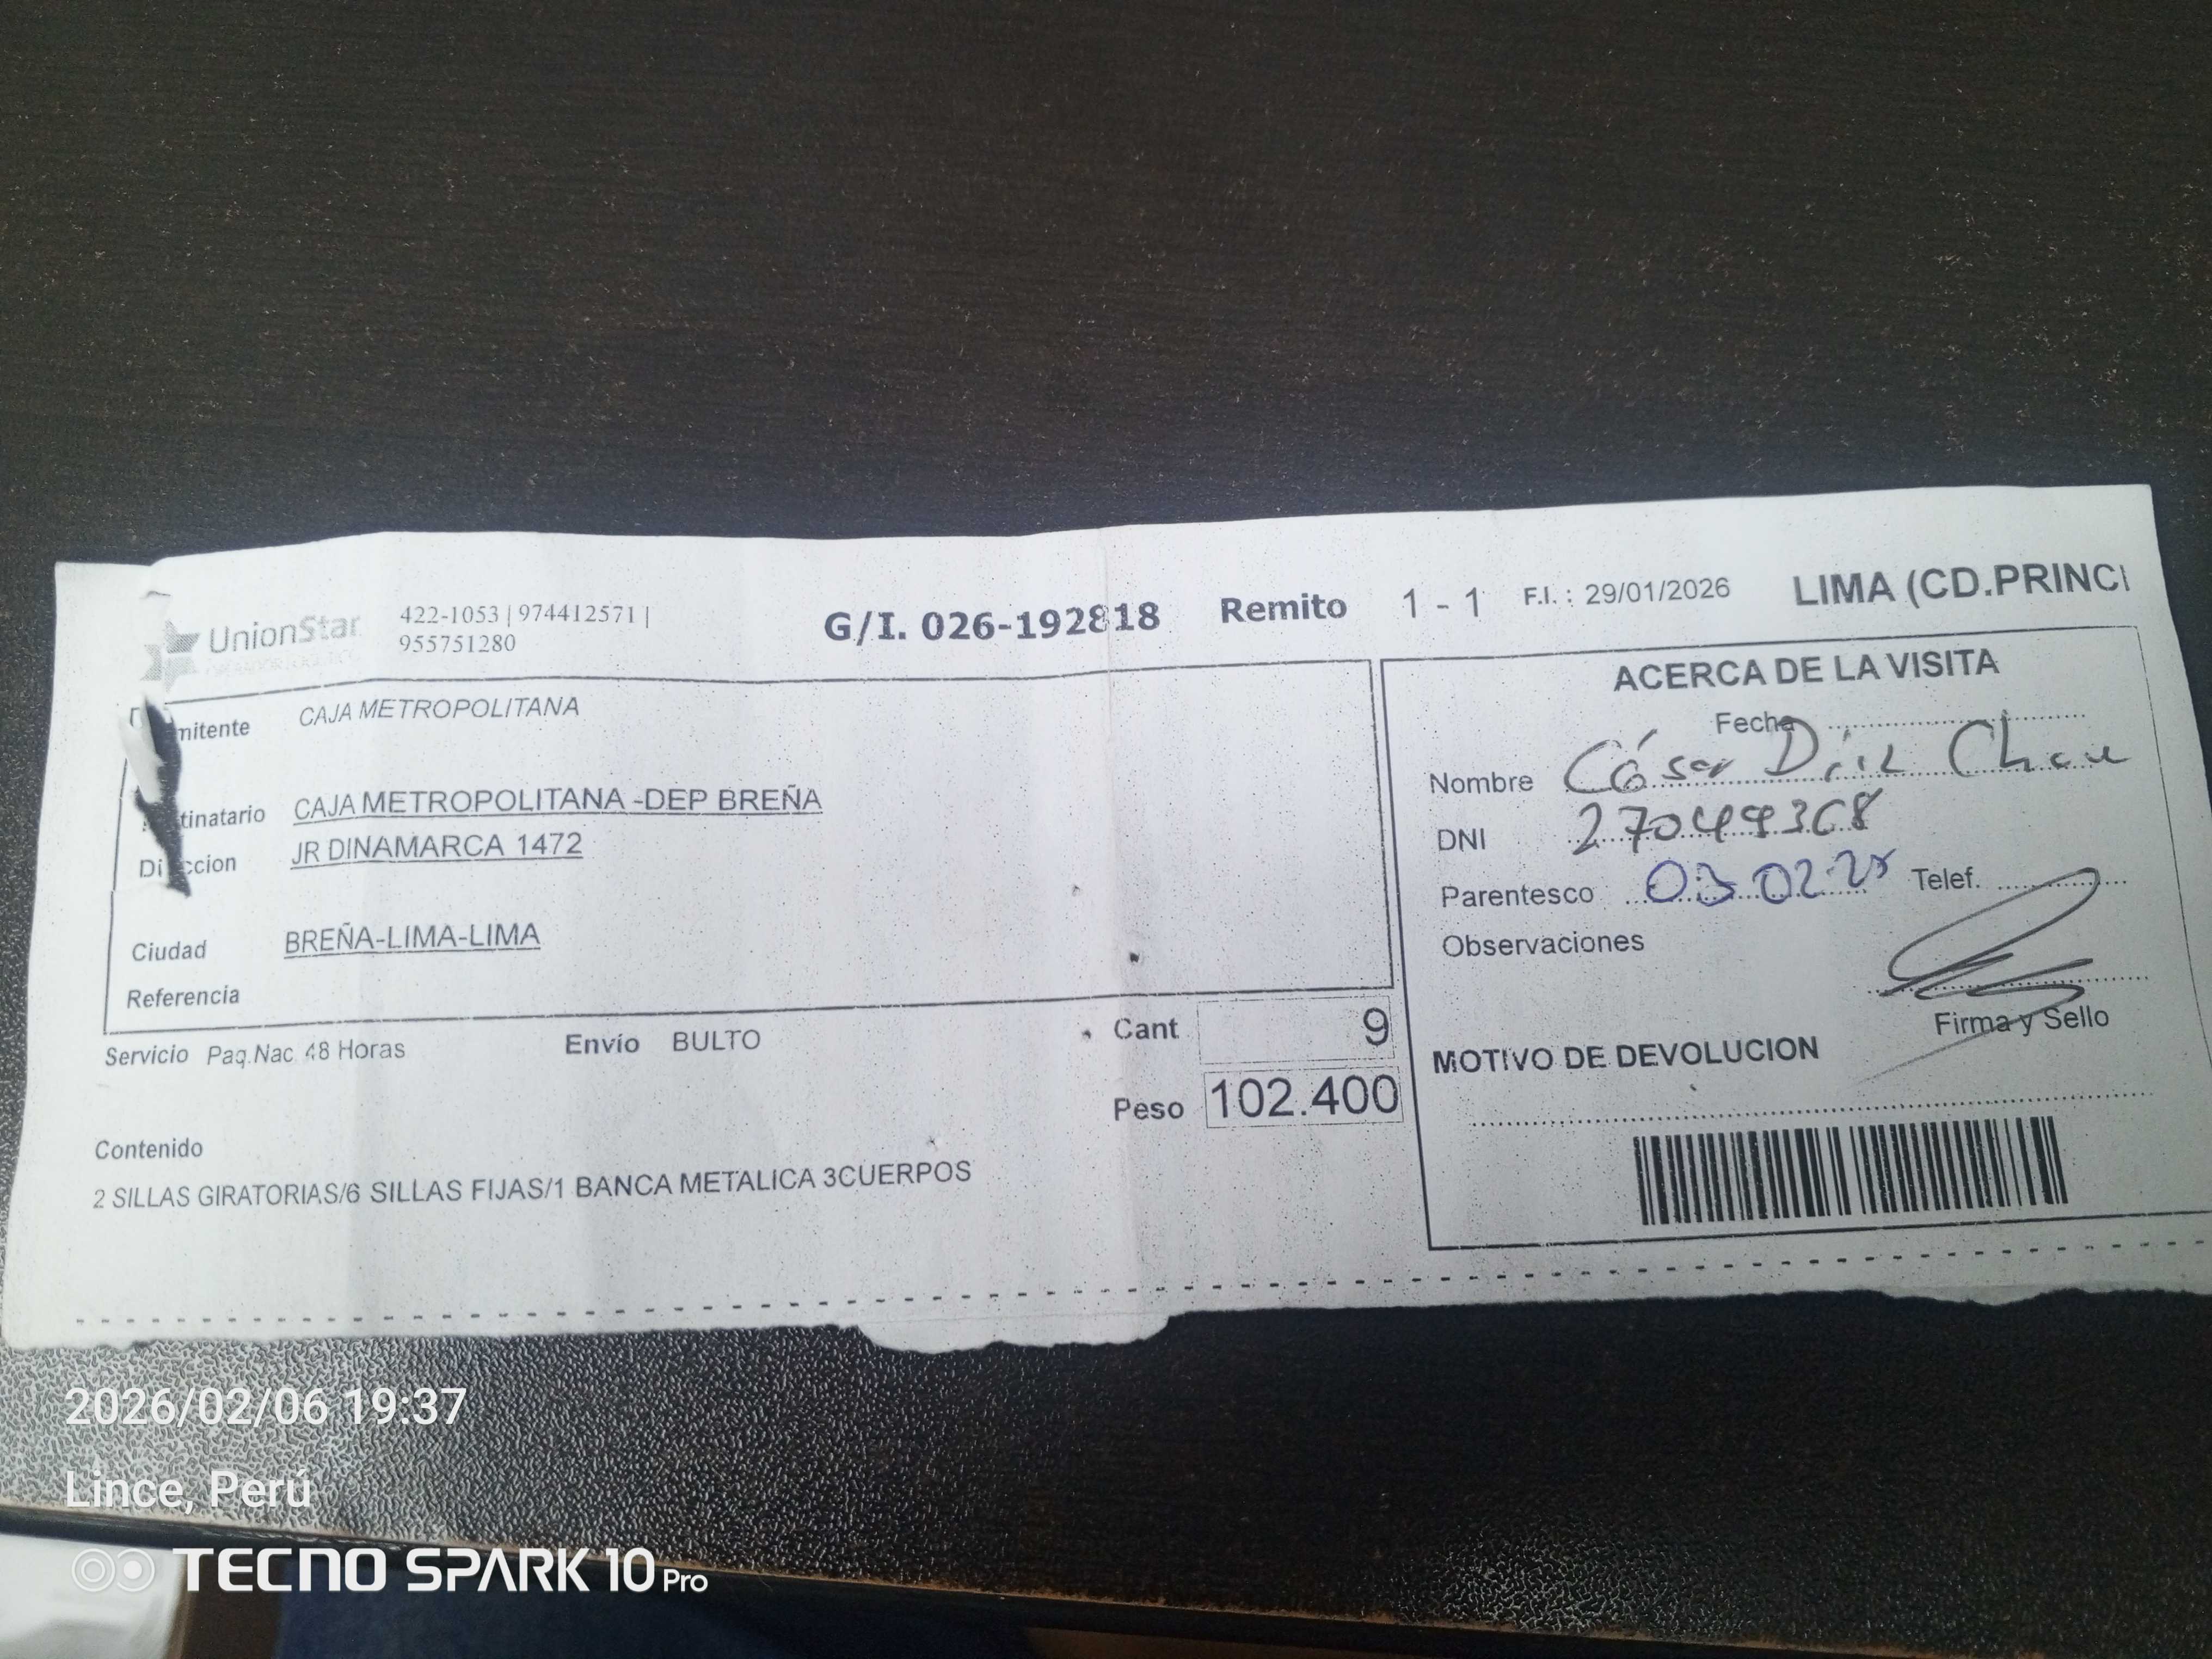 UnionStar
422-1053 | 974412571 |
955751280
G/I. 026-192818 Remito 1 - 1 F.I. : 29/01/2026 LIMA (CD.PRINCI
mitente CAJA METROPOLITANA
tinatario CAJA METROPOLITANA -DEP BREÑA
Di ccion JR DINAMARCA 1472
Ciudad BREÑA-LIMA-LIMA
Referencia
Servicio Paq.Nac 48 Horas Envío BULTO Cant 9
Peso 102.400
Contenido
2 SILLAS GIRATORIAS/6 SILLAS FIJAS/1 BANCA METALICA 3CUERPOS
ACERCA DE LA VISITA
Fecha
Nombre César
DNI 27049368
Parentesco 03 02 Telef.
Observaciones
Firma y Sello
MOTIVO DE DEVOLUCION
2026/02/06 19:37
Lince, Perú
TECNO SPARK 10 Pro